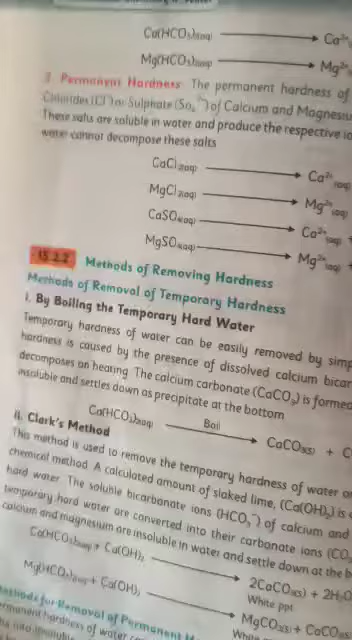 Ca(HCO₃)₂(aq) → Ca²⁺
Mg(HCO₃)₂(aq) → Mg²⁺
2. Permanent Hardness The permanent hardness of
Chlorides (Cl⁻) or Sulphate (So₄²⁻) of Calcium and Magnesiu
These salts are soluble in water and produce the respective io
water cannot decompose these salts
CaCl₂(aq) → Ca²⁺(aq)
MgCl₂(aq) → Mg²⁺(aq)
CaSO₄(aq) → Ca²⁺(aq) +
MgSO₄(aq) → Mg²⁺(aq) +
15.2.2 Methods of Removing Hardness
Methods of Removal of Temporary Hardness
i. By Boiling the Temporary Hard Water
Temporary hardness of water can be easily removed by simp
hardness is caused by the presence of dissolved calcium bicar
decomposes on hearing The calcium carbonate (CaCO₃) is formed
insoluble and settles down as precipitate at the bottom
Ca(HCO₃)₂(aq) Boil → CaCO₃(s) + C
ii. Clark's Method
This method is used to remove the temporary hardness of water on
chemical method A calculated amount of slaked lime, (Ca(OH)₂) is
hard water The soluble bicarbonate ions (HCO₃⁻) of calcium and
temporary hard water are converted into their carbonate ions (CO₃
calcium and magnesium are insoluble in water and settle down at the b
Ca(HCO₃)₂(aq) + Ca(OH)₂ → 2CaCO₃(s) + 2H₂O
White ppt
Mg(HCO₃)₂(aq) + Ca(OH)₂ → MgCO₃(s) + CaCO₃
White
Methods for Removal of Permanent H
ermanent hardness of water
into insoluble